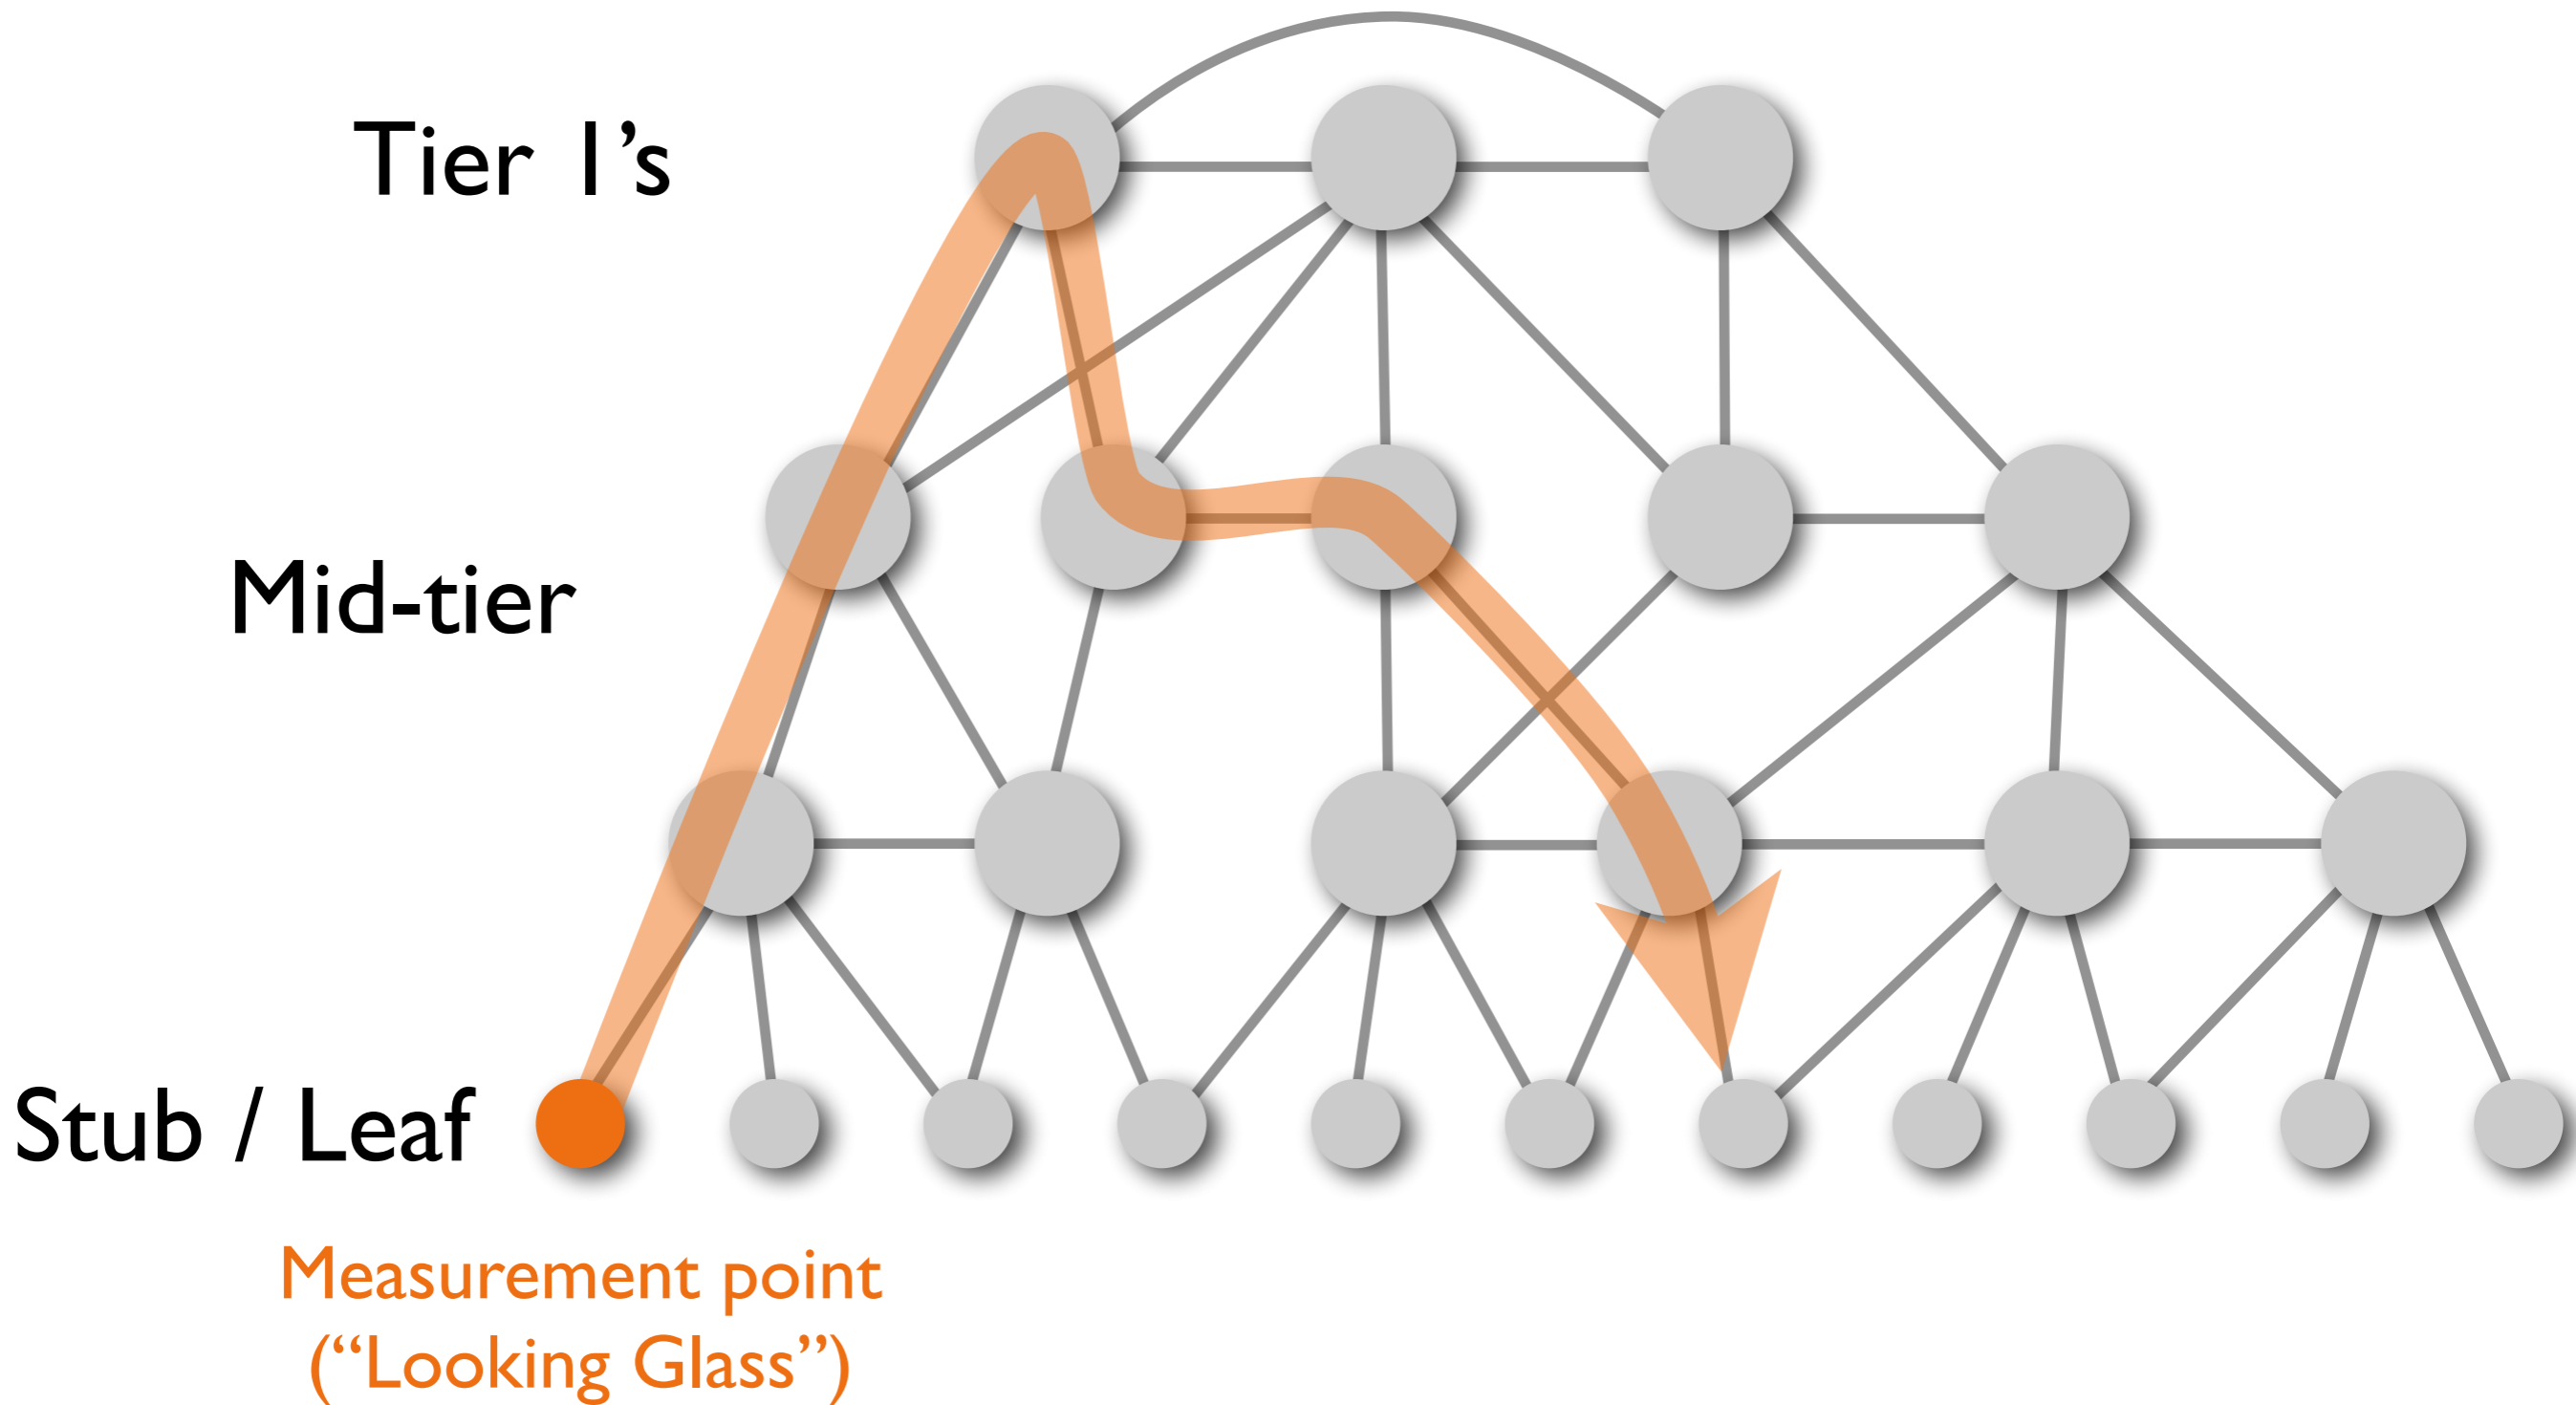 Tier 1’s
Mid-tier
Stub / Leaf
Measurement point
(“Looking Glass”)